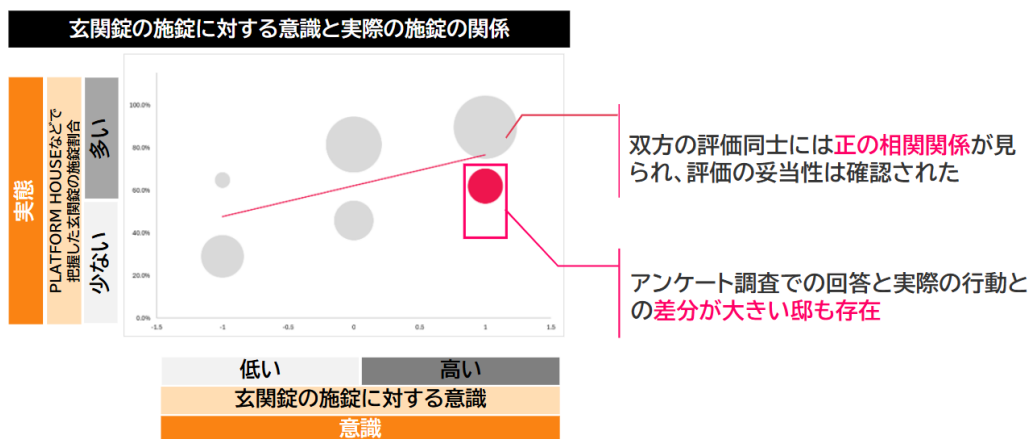 玄関錠の施錠に対する意識と実際の施錠の関係
実態
PLATFORM HOUSEなどで
把握した玄関錠の施錠割合
多い
少ない
100.0%
80.0%
60.0%
40.0%
20.0%
0.0%
-1.5
-1
-0.5
0
0.5
1
1.5
双方の評価同士には正の相関関係が見
られ、評価の妥当性は確認された
アンケート調査での回答と実際の行動と
の差分が大きい邸も存在
低い
高い
玄関錠の施錠に対する意識
意識